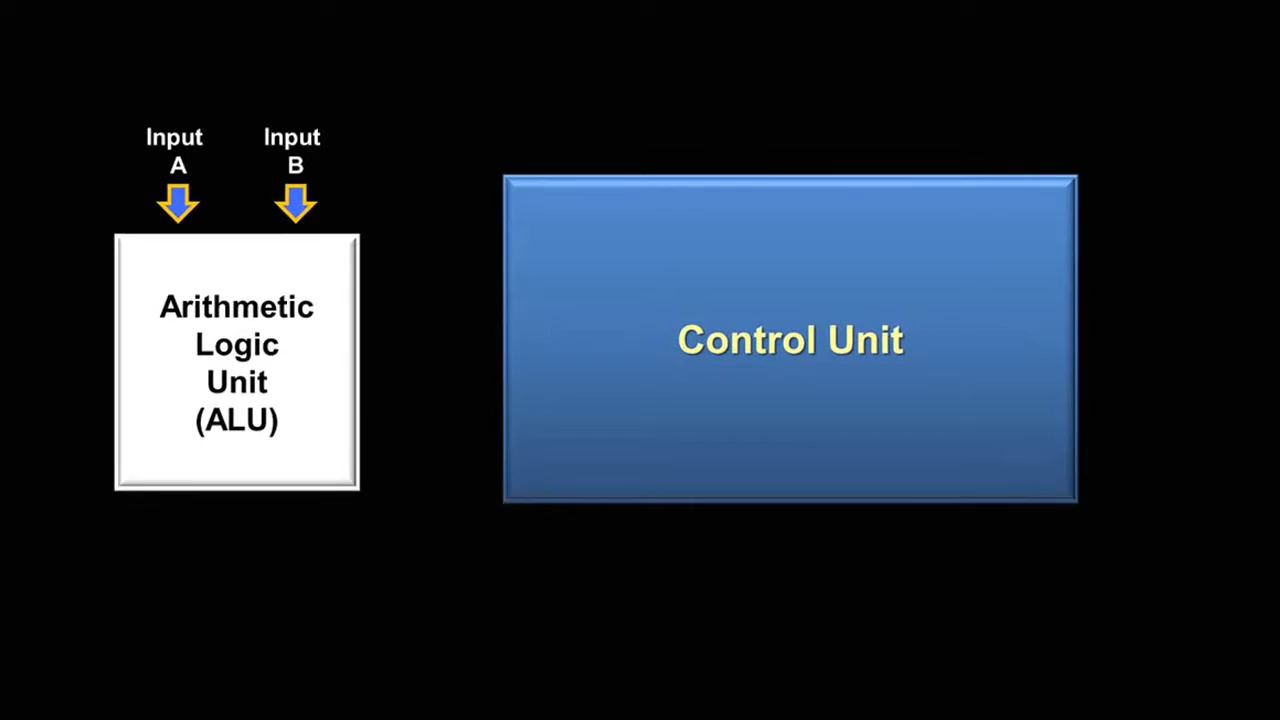 Input
A
Input
B
Arithmetic
Logic
Unit
(ALU)
Control Unit